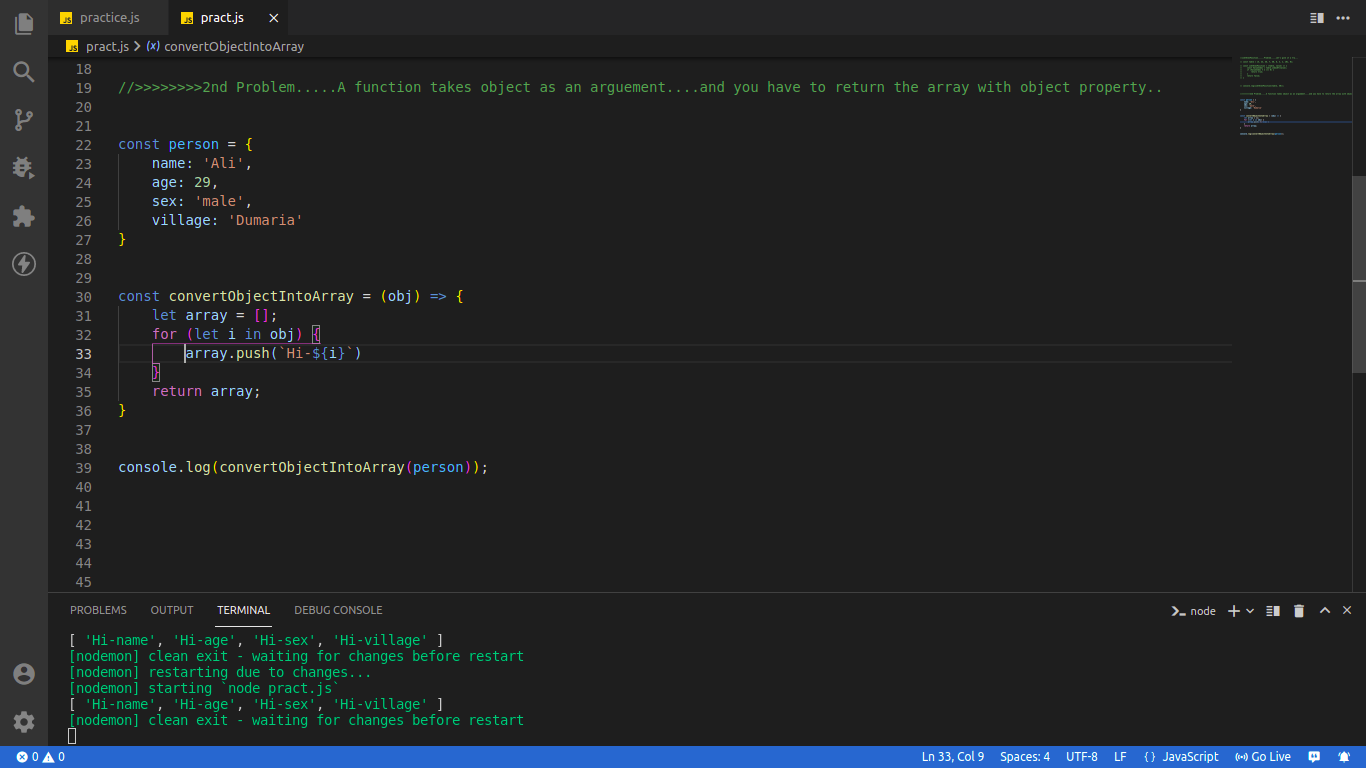 JS practice.js
JS pract.js
JS pract.js > convertObjectIntoArray
18
19 //>>>>>>>>2nd Problem.....A function takes object as an arguement....and you have to return the array with object property..
20
21
22 const person = {
23     name: 'Ali',
24     age: 29,
25     sex: 'male',
26     village: 'Dumaria'
27 }
28
29
30 const convertObjectIntoArray = (obj) => {
31     let array = [];
32     for (let i in obj) {
33         array.push(`Hi-${i}`)
34     }
35     return array;
36 }
37
38
39 console.log(convertObjectIntoArray(person));
40
41
42
43
44
45
PROBLEMS OUTPUT TERMINAL DEBUG CONSOLE node
[ 'Hi-name', 'Hi-age', 'Hi-sex', 'Hi-village' ]
[nodemon] clean exit - waiting for changes before restart
[nodemon] restarting due to changes...
[nodemon] starting `node pract.js`
[ 'Hi-name', 'Hi-age', 'Hi-sex', 'Hi-village' ]
[nodemon] clean exit - waiting for changes before restart
0 0 Ln 33, Col 9 Spaces: 4 UTF-8 LF {} JavaScript Go Live